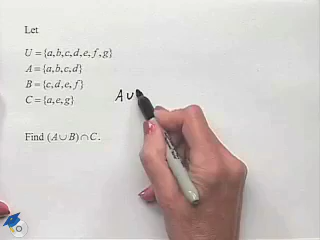 Let
U = {a, b, c, d, e, f, g}
A = {a, b, c, d}
B = {c, d, e, f}
C = {a, e, g}
A ∪
Find (A ∪ B) ∩ C.